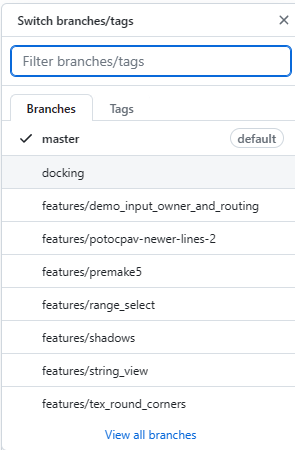 Switch branches/tags
Filter branches/tags
Branches Tags
master default
docking
features/demo_input_owner_and_routing
features/potocpav-newer-lines-2
features/premake5
features/range_select
features/shadows
features/string_view
features/tex_round_corners
View all branches